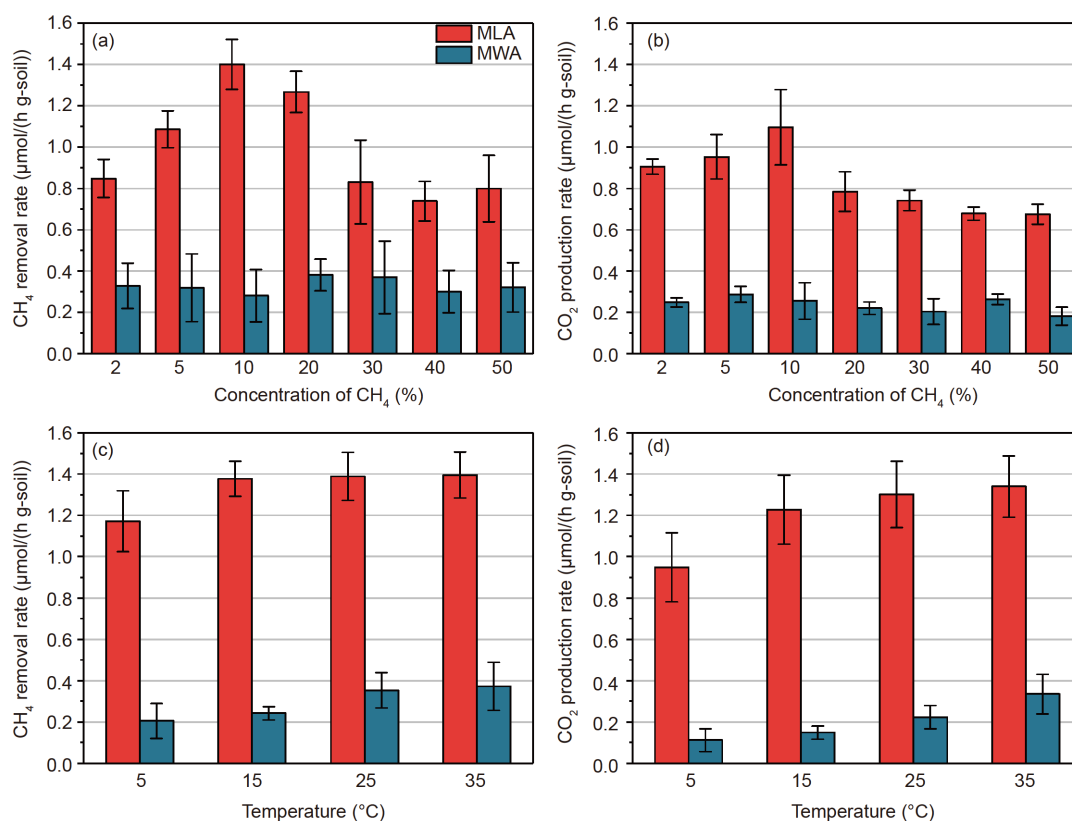 (a)
MLA
MWA
1.6
1.4
1.2
1.0
0.8
0.6
0.4
0.2
0.0
CH₄ removal rate (μmol/(h g-soil))
2 5 10 20 30 40 50
Concentration of CH₄ (%)
(b)
1.6
1.4
1.2
1.0
0.8
0.6
0.4
0.2
0.0
CO₂ production rate (μmol/(h g-soil))
2 5 10 20 30 40 50
Concentration of CH₄ (%)
(c)
1.6
1.4
1.2
1.0
0.8
0.6
0.4
0.2
0.0
CH₄ removal rate (μmol/(h g-soil))
5 15 25 35
Temperature (°C)
(d)
1.6
1.4
1.2
1.0
0.8
0.6
0.4
0.2
0.0
CO₂ production rate (μmol/(h g-soil))
5 15 25 35
Temperature (°C)